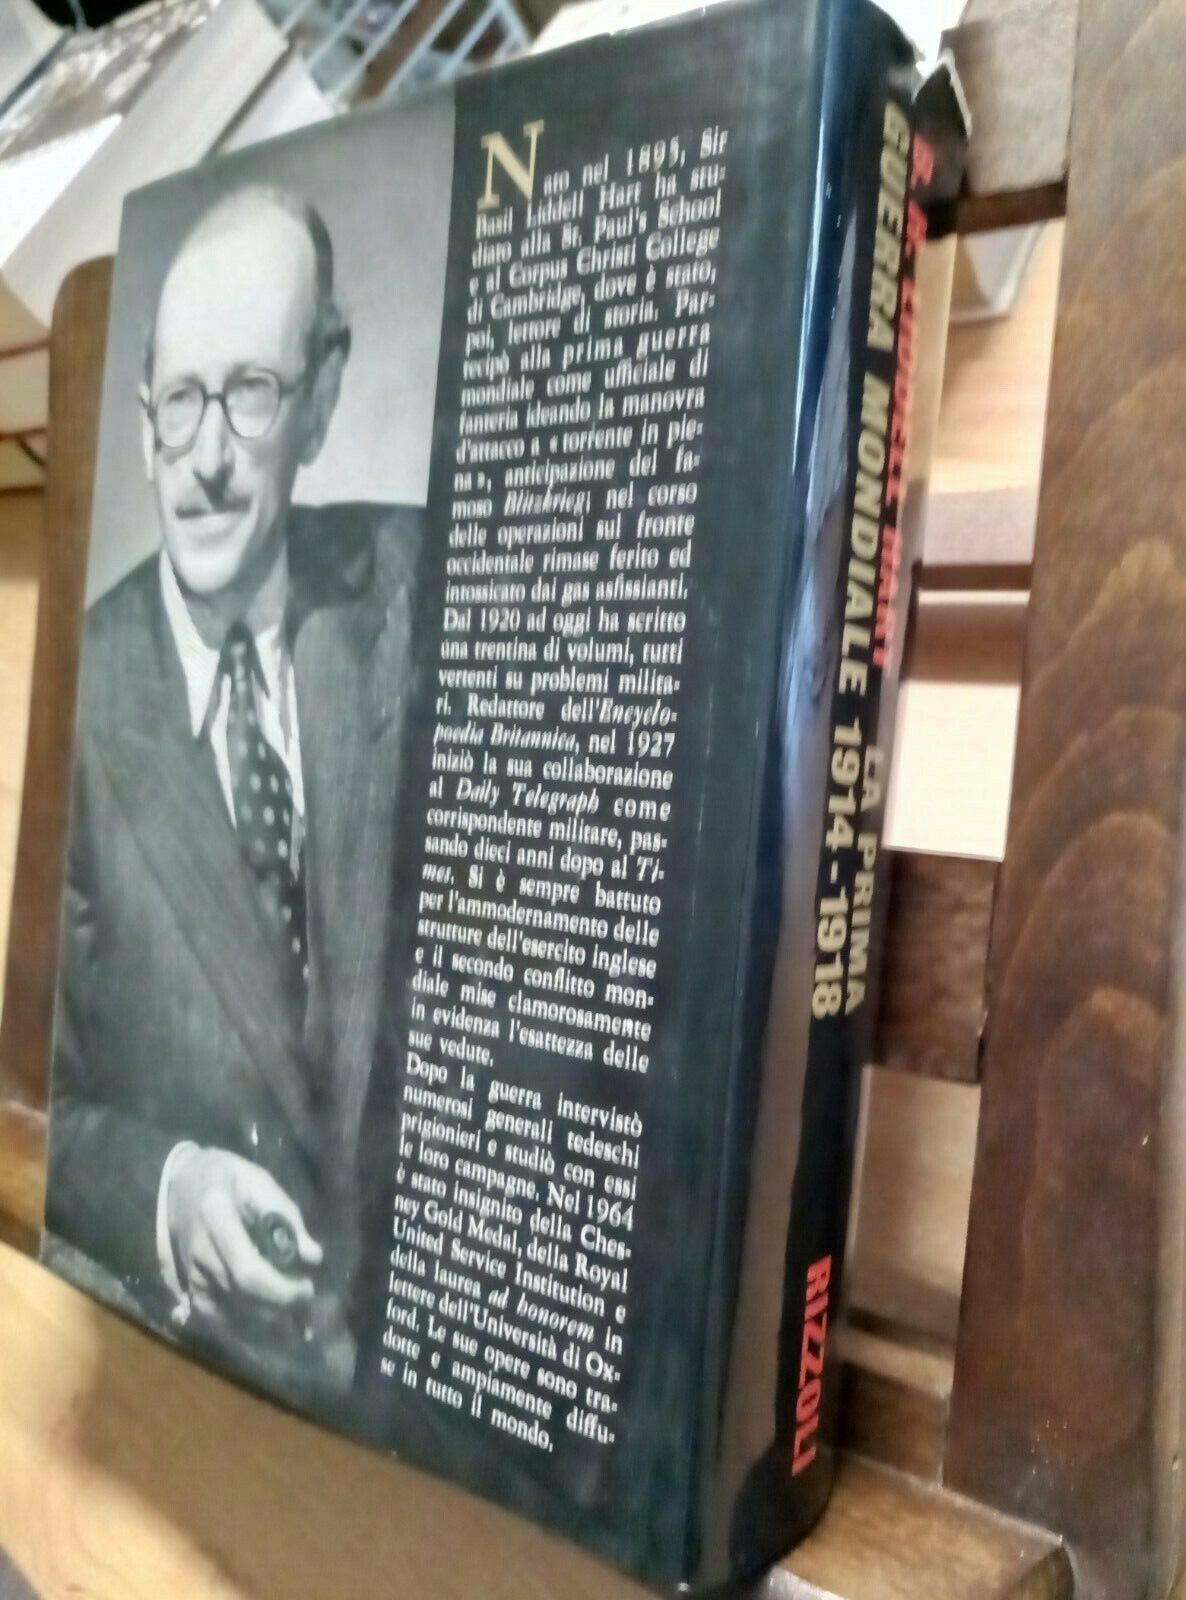 Nato nel 1895, Sir
Basil Liddell Hart ha stu-
diato alla St. Paul's School
e al Corpus Christi College
di Cambridge, dove è stato,
poi, lettore di storia. Par-
tecipò alla prima guerra
mondiale come ufficiale di
fanteria ideando la manovra
d'attacco a « torrente in pie-
na », anticipazione del fa-
moso Blitzkrieg; nel corso
delle operazioni sul fronte
occidentale rimase ferito ed
intossicato dai gas asfissianti.
Dal 1920 ad oggi ha scritto
una trentina di volumi, tutti
vertenti su problemi milita-
ri. Redattore dell'Encyclo-
poedia Britannica, nel 1927
iniziò la sua collaborazione
al Daily Telegraph come
corrispondente militare, pas-
sando dieci anni dopo al Ti-
mes. Si è sempre battuto
per l'ammodernamento delle
strutture dell'esercito inglese
e il secondo conflitto mon-
diale mise clamorosamente
in evidenza l'esattezza delle
sue vedute.
Dopo la guerra intervistò
numerosi generali tedeschi
prigionieri e studiò con essi
le loro campagne. Nel 1964
è stato insignito della Ches-
ney Gold Medal, della Royal
United Service Institution e
della laurea ad honorem in
lettere dell'Università di Ox-
ford. Le sue opere sono tra-
dotte e ampiamente diffu-
se in tutto il mondo.
B. H. LIDDELL HART LA PRIMA
GUERRA MONDIALE 1914-1918
RIZZOLI